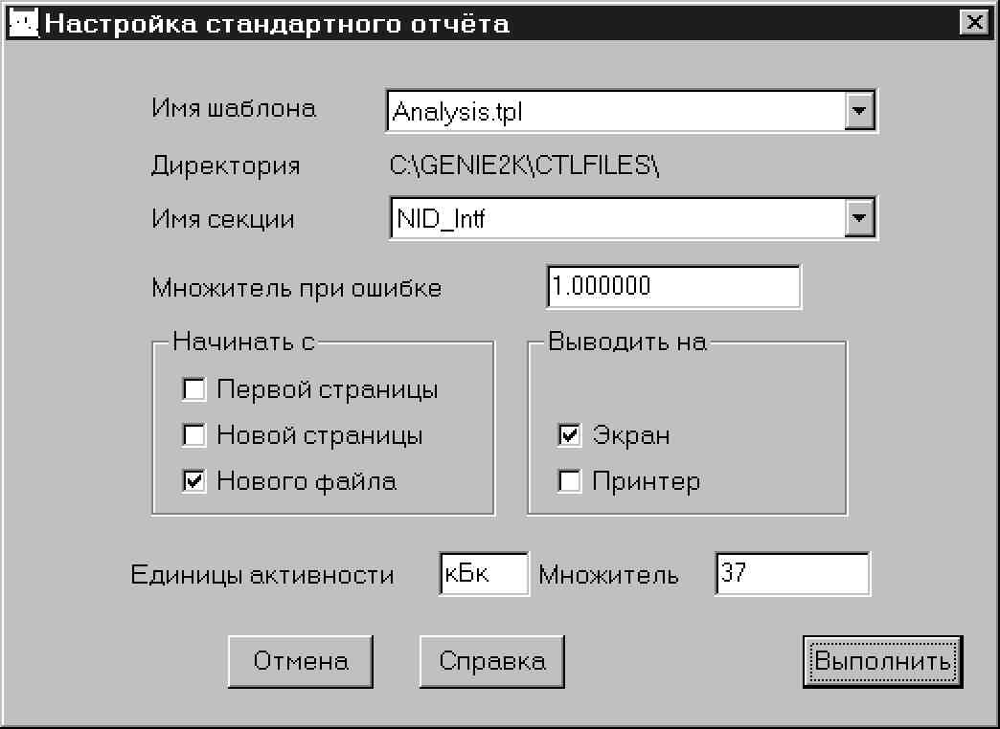 Настройка стандартного отчёта
Имя шаблона Analysis.tpl
Директория C:\GENIE2K\CTLFILES\
Имя секции NID_Intf
Множитель при ошибке 1.000000
Начинать с Выводить на
Первой страницы
Новой страницы Экран
Нового файла Принтер
Единицы активности кБк Множитель 37
Отмена Справка Выполнить